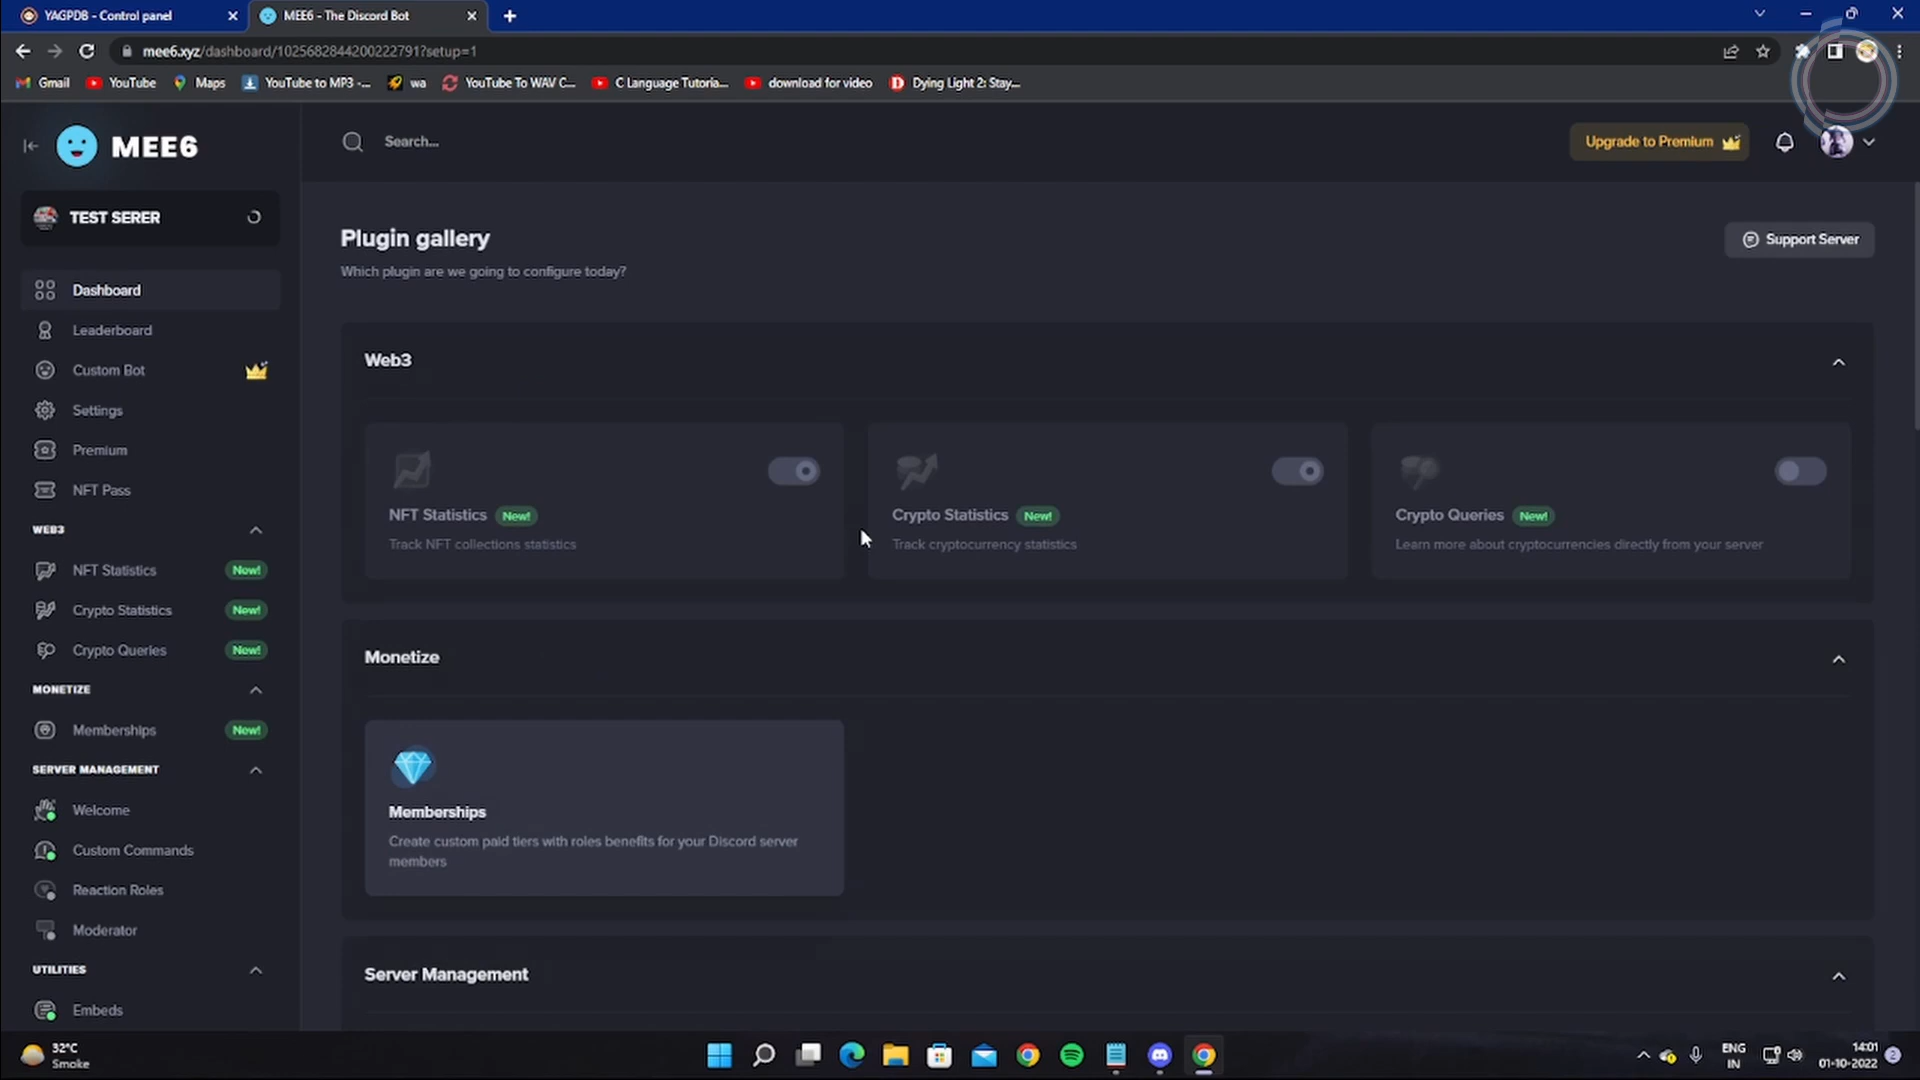 YAGPDB - Control panel
MEE6 - The Discord Bot
mee6.xyz/dashboard/1025682844200222791?setup=1
Gmail
YouTube
Maps
YouTube to MP3 -...
wa
YouTube To WAV C...
C Language Tutoria...
download for video
Dying Light 2: Stay...
MEE6
Search...
Upgrade to Premium
TEST SERER
Plugin gallery
Which plugin are we going to configure today?
Support Server
Dashboard
Leaderboard
Custom Bot
Settings
Premium
NFT Pass
WEB3
NFT Statistics New!
Crypto Statistics New!
Crypto Queries New!
MONETIZE
Memberships New!
SERVER MANAGEMENT
Welcome
Custom Commands
Reaction Roles
Moderator
UTILITIES
Embeds
Web3
NFT Statistics New!
Track NFT collections statistics
Crypto Statistics New!
Track cryptocurrency statistics
Crypto Queries New!
Learn more about cryptocurrencies directly from your server
Monetize
Memberships
Create custom paid tiers with roles benefits for your Discord server
members
Server Management
32°C
Smoke
ENG
IN
14:01
01-10-2022
2